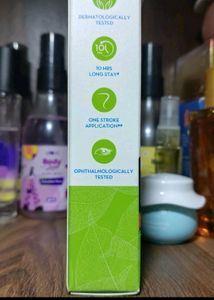 DERMATOLOGICALLY
TESTED
10
10 HRS
LONG STAY*
ONE STROKE
APPLICATION**
OPHTHALMOLOGICALLY
TESTED
Body